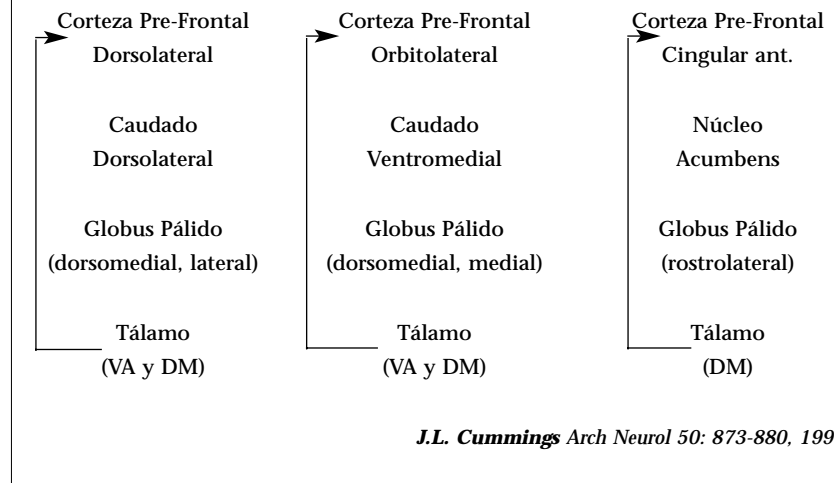 Corteza Pre-Frontal
Dorsolateral
Caudado
Dorsolateral
Globus Pálido
(dorsomedial, lateral)
Tálamo
(VA y DM)
Corteza Pre-Frontal
Orbitolateral
Caudado
Ventromedial
Globus Pálido
(dorsomedial, medial)
Tálamo
(VA y DM)
Corteza Pre-Frontal
Cingular ant.
Núcleo
Acumbens
Globus Pálido
(rostrolateral)
Tálamo
(DM)
J.L. Cummings Arch Neurol 50: 873-880, 199